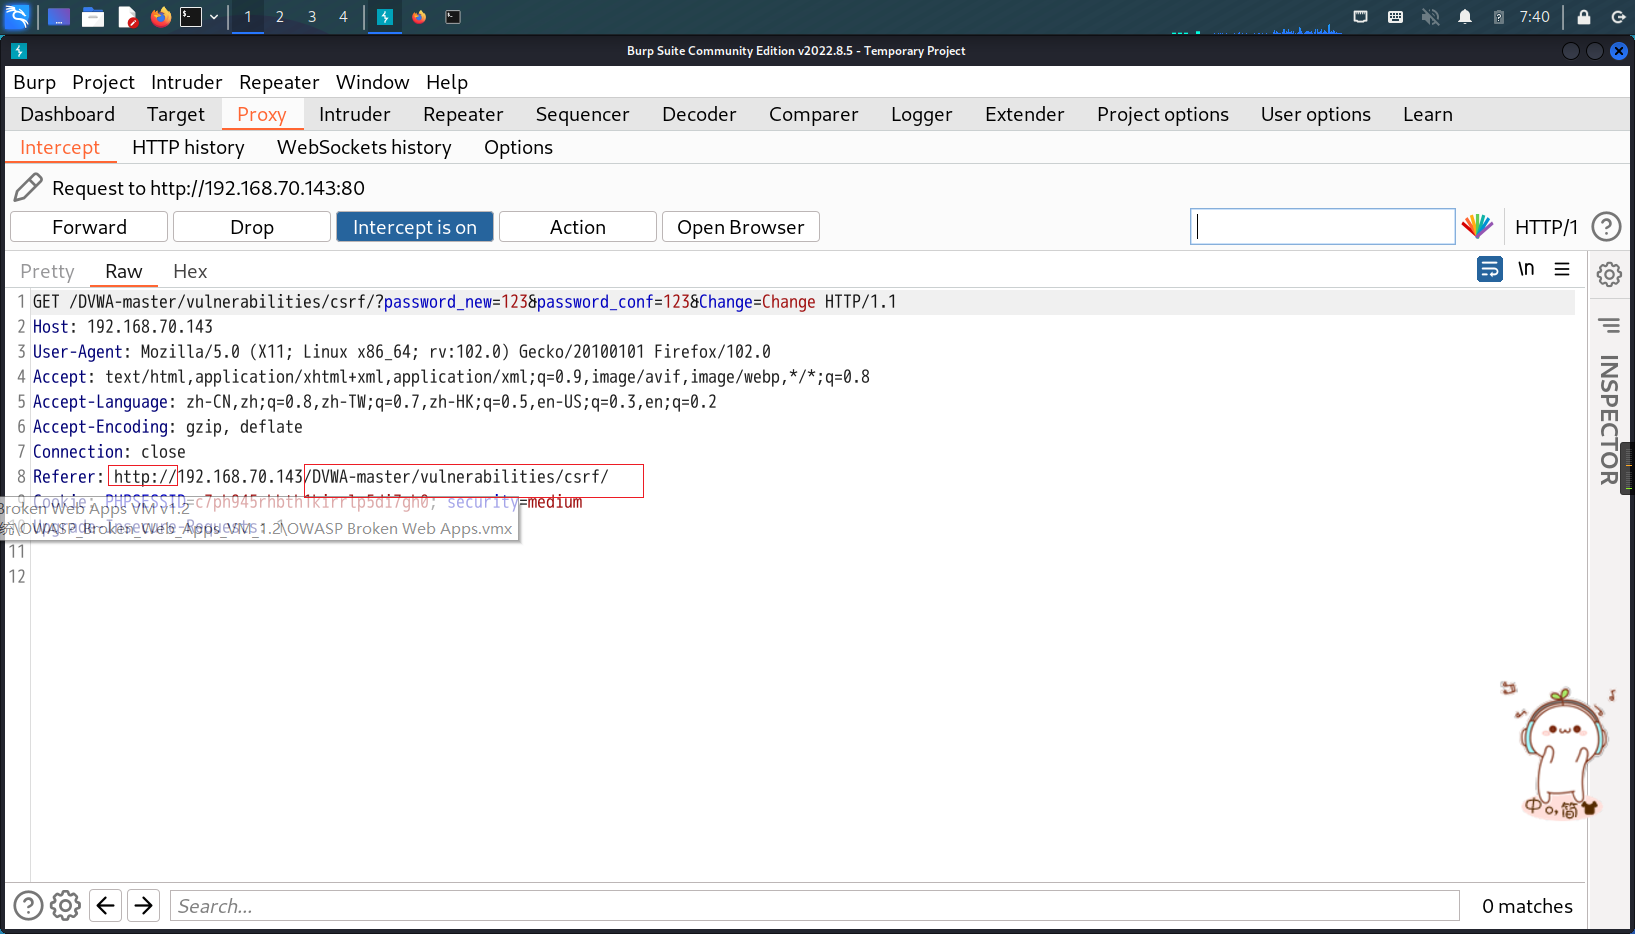 1 2 3 4 7:40
Burp Suite Community Edition v2022.8.5 - Temporary Project
Burp Project Intruder Repeater Window Help
Dashboard Target Proxy Intruder Repeater Sequencer Decoder Comparer Logger Extender Project options User options Learn
Intercept HTTP history WebSockets history Options
Request to http://192.168.70.143:80
Forward Drop Intercept is on Action Open Browser HTTP/1 ?
Pretty Raw Hex \n
1 GET /DVWA-master/vulnerabilities/csrf/?password_new=123&password_conf=123&Change=Change HTTP/1.1
2 Host: 192.168.70.143
3 User-Agent: Mozilla/5.0 (X11; Linux x86_64; rv:102.0) Gecko/20100101 Firefox/102.0
4 Accept: text/html,application/xhtml+xml,application/xml;q=0.9,image/avif,image/webp,*/*;q=0.8
5 Accept-Language: zh-CN,zh;q=0.8,zh-TW;q=0.7,zh-HK;q=0.5,en-US;q=0.3,en;q=0.2
6 Accept-Encoding: gzip, deflate
7 Connection: close
8 Referer: http://192.168.70.143/DVWA-master/vulnerabilities/csrf/
9 Cookie: PHPSESSID=c7ph945rhbth1kirrlp5di7gh0; security=medium
Broken Web Apps VM v1.2
10 Upgrade-Insecure-Requests: 1
统\OWASP_Broken_Web_Apps_VM_1.2\OWASP Broken Web Apps.vmx
11
12
INSPECTOR
中 简
? Search... 0 matches